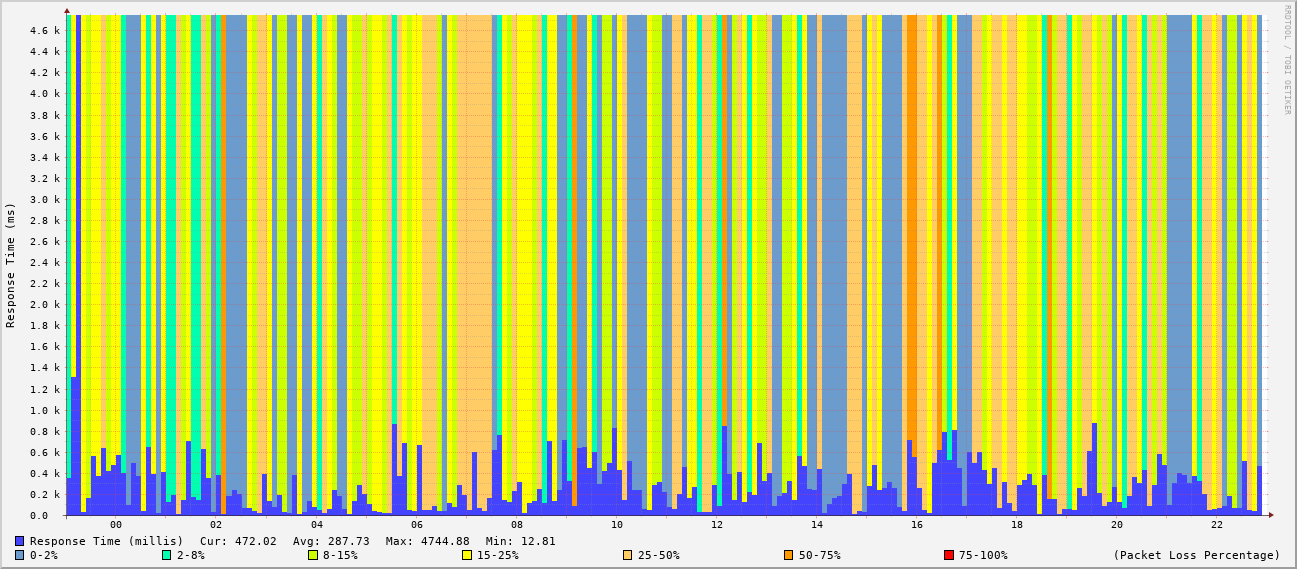 RRDTOOL / TOBI OETIKER
Response Time (ms)
4.6 k
4.4 k
4.2 k
4.0 k
3.8 k
3.6 k
3.4 k
3.2 k
3.0 k
2.8 k
2.6 k
2.4 k
2.2 k
2.0 k
1.8 k
1.6 k
1.4 k
1.2 k
1.0 k
0.8 k
0.6 k
0.4 k
0.2 k
0.0
00 02 04 06 08 10 12 14 16 18 20 22
Response Time (millis) Cur: 472.02 Avg: 287.73 Max: 4744.88 Min: 12.81
0-2% 2-8% 8-15% 15-25% 25-50% 50-75% 75-100% (Packet Loss Percentage)